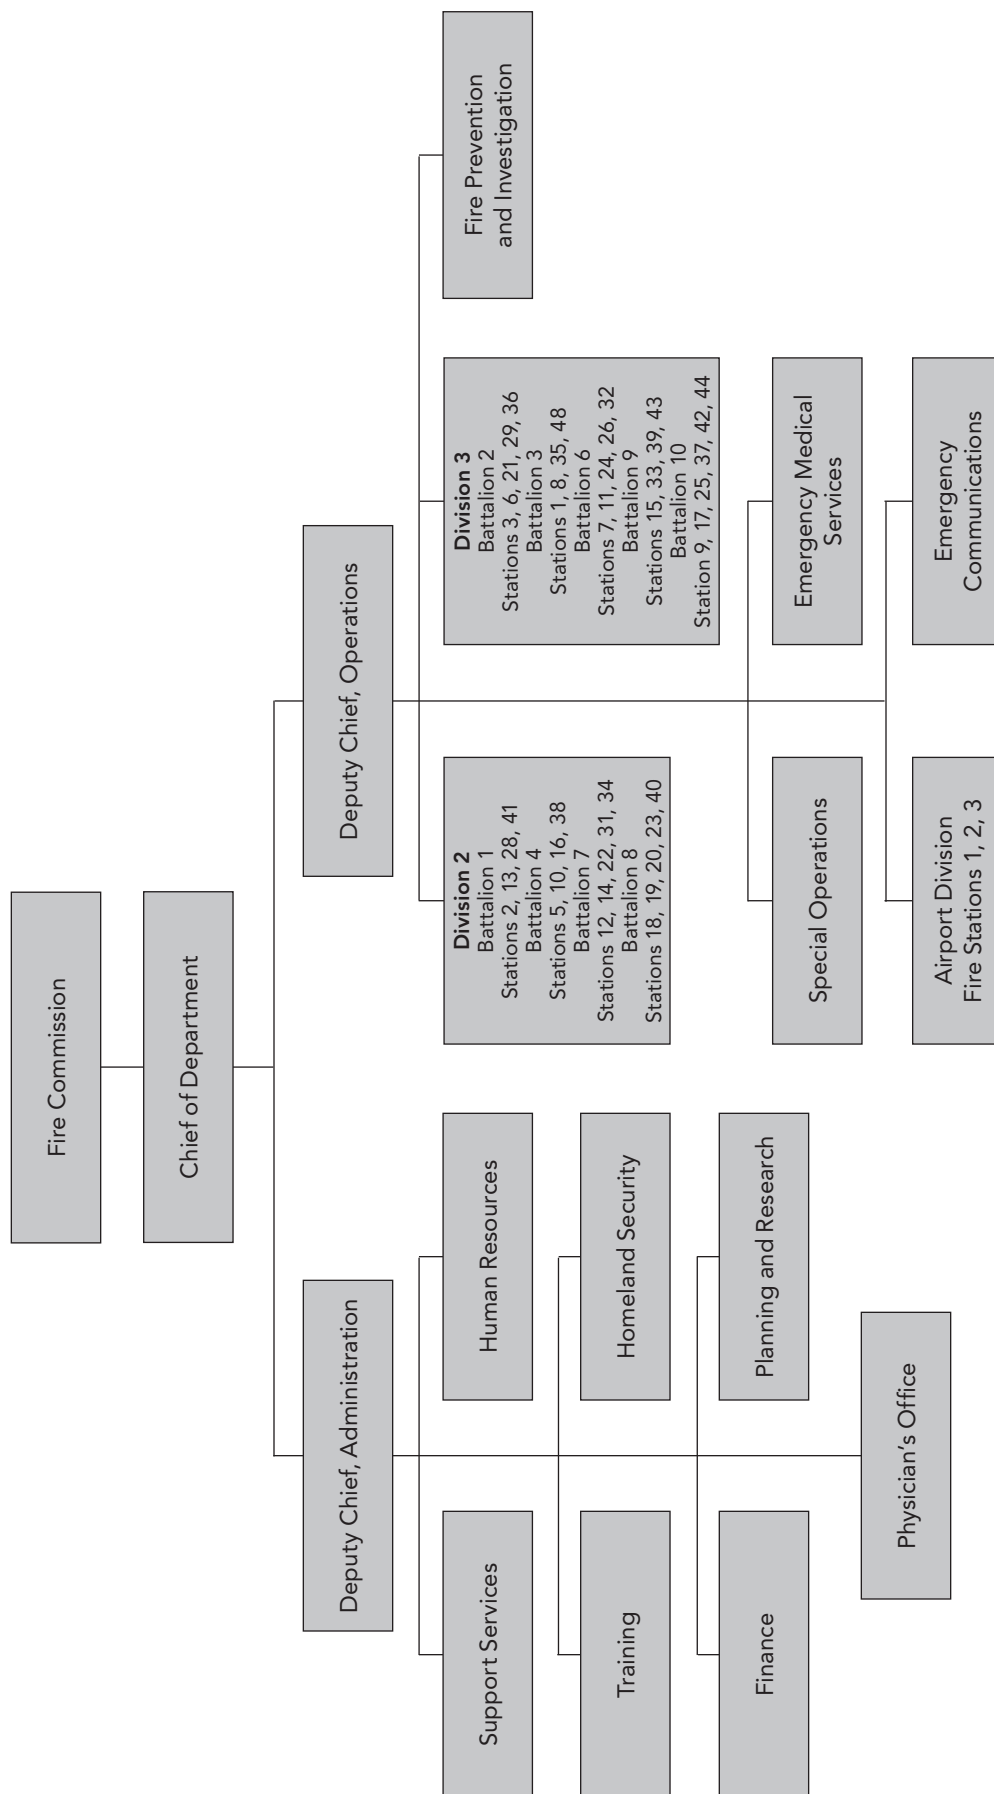 Fire Commission
Chief of Department
Deputy Chief, Administration
Deputy Chief, Operations
Support Services
Human Resources
Training
Homeland Security
Finance
Planning and Research
Physician's Office
Division 2
Battalion 1
Stations 2, 13, 28, 41
Battalion 4
Stations 5, 10, 16, 38
Battalion 7
Stations 12, 14, 22, 31, 34
Battalion 8
Stations 18, 19, 20, 23, 40
Division 3
Battalion 2
Stations 3, 6, 21, 29, 36
Battalion 3
Stations 1, 8, 35, 48
Battalion 6
Stations 7, 11, 24, 26, 32
Battalion 9
Stations 15, 33, 39, 43
Battalion 10
Station 9, 17, 25, 37, 42, 44
Fire Prevention
and Investigation
Special Operations
Emergency Medical
Services
Airport Division
Fire Stations 1, 2, 3
Emergency
Communications